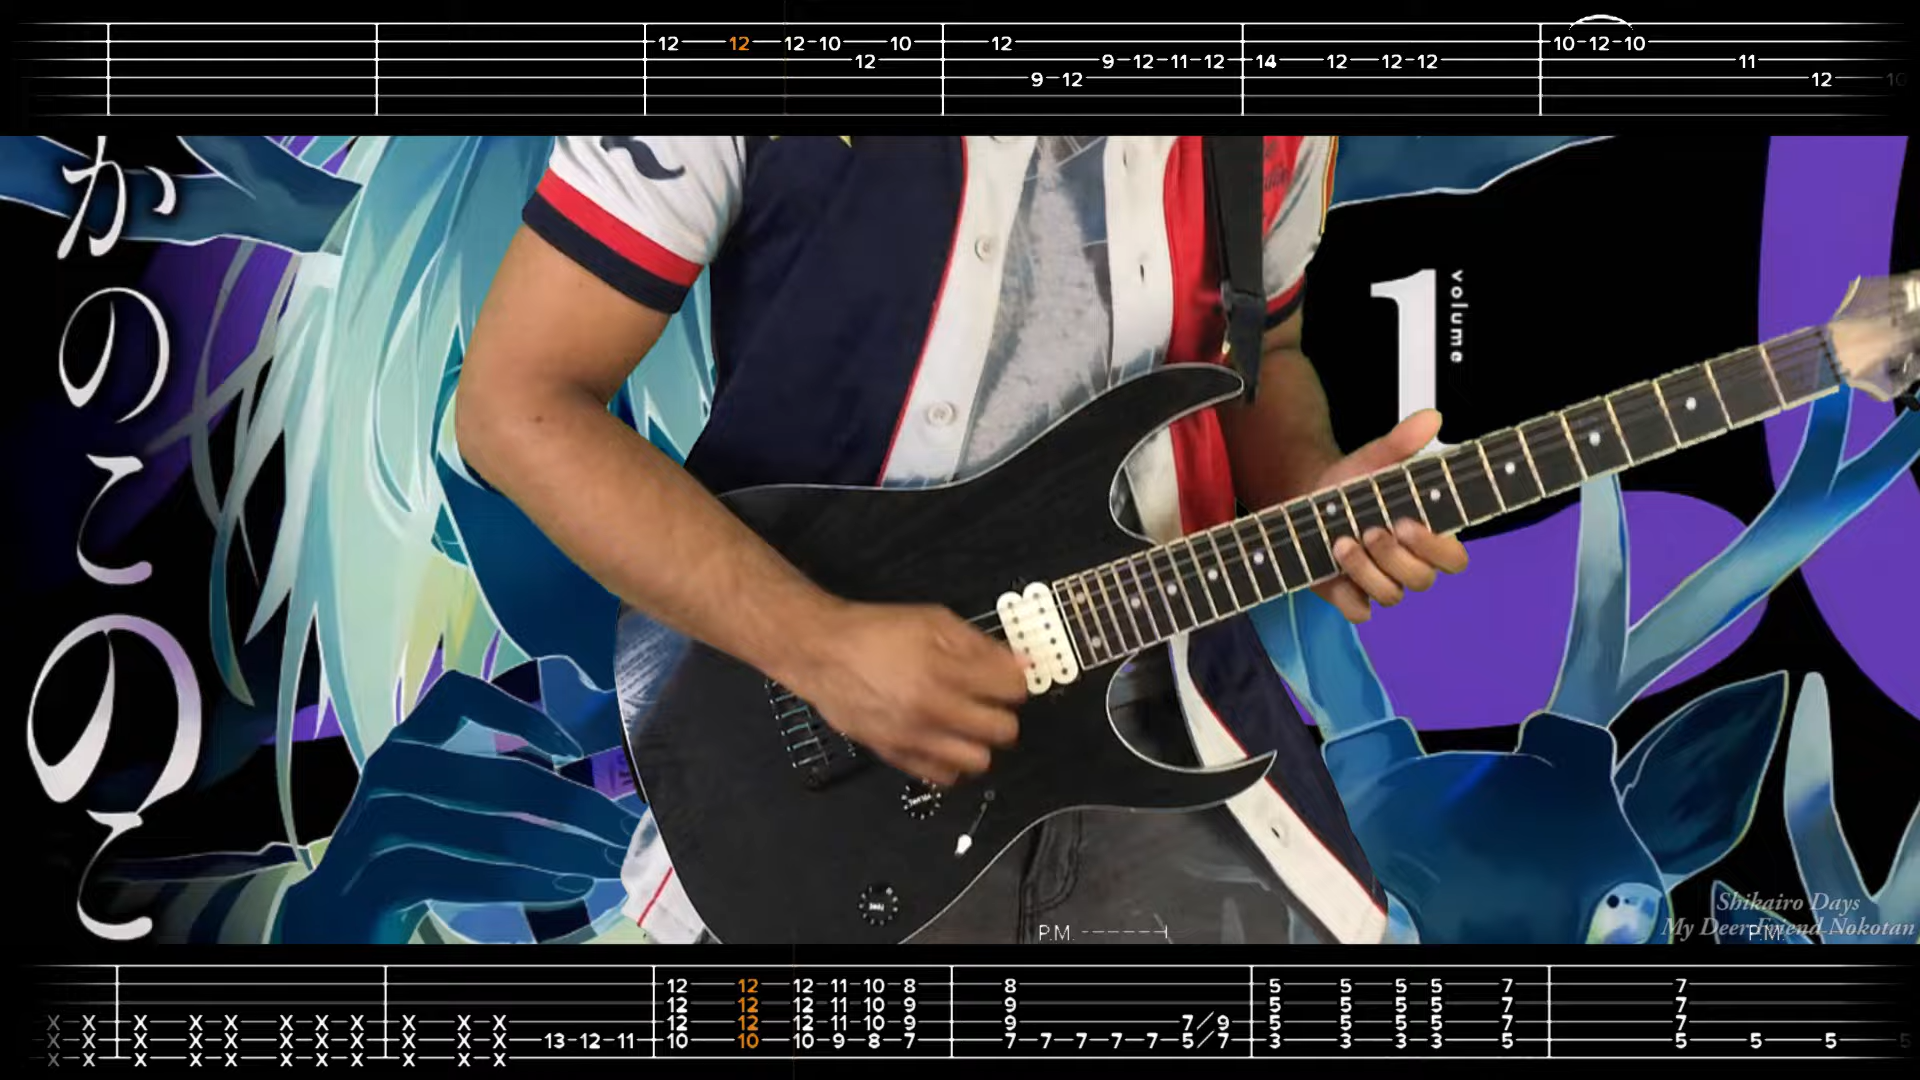 12 12 12-10 10 12 10-12-10
12 9-12-11-12 14 12 12-12 11
9-12 12 10
かのこのこ
1
volume
P.M.
Shikairo Days
My Deer Friend Nokotan
P.M.
12 12 12-11-10-8 8 5 5 5-5 7 7
12 12 12-11-10-9 9 5 5 5-5 7 7
X X X X X X X X X X X 12 12 12-11-10-9 9 7/9 5 5 5-5 7 7
X X X X X X X X X X X 13-12-11 10 10 10-9-8-7 7-7-7-7-5/7 3 3 3-3 5 5 5 5 5
X X X X X X X X X X X